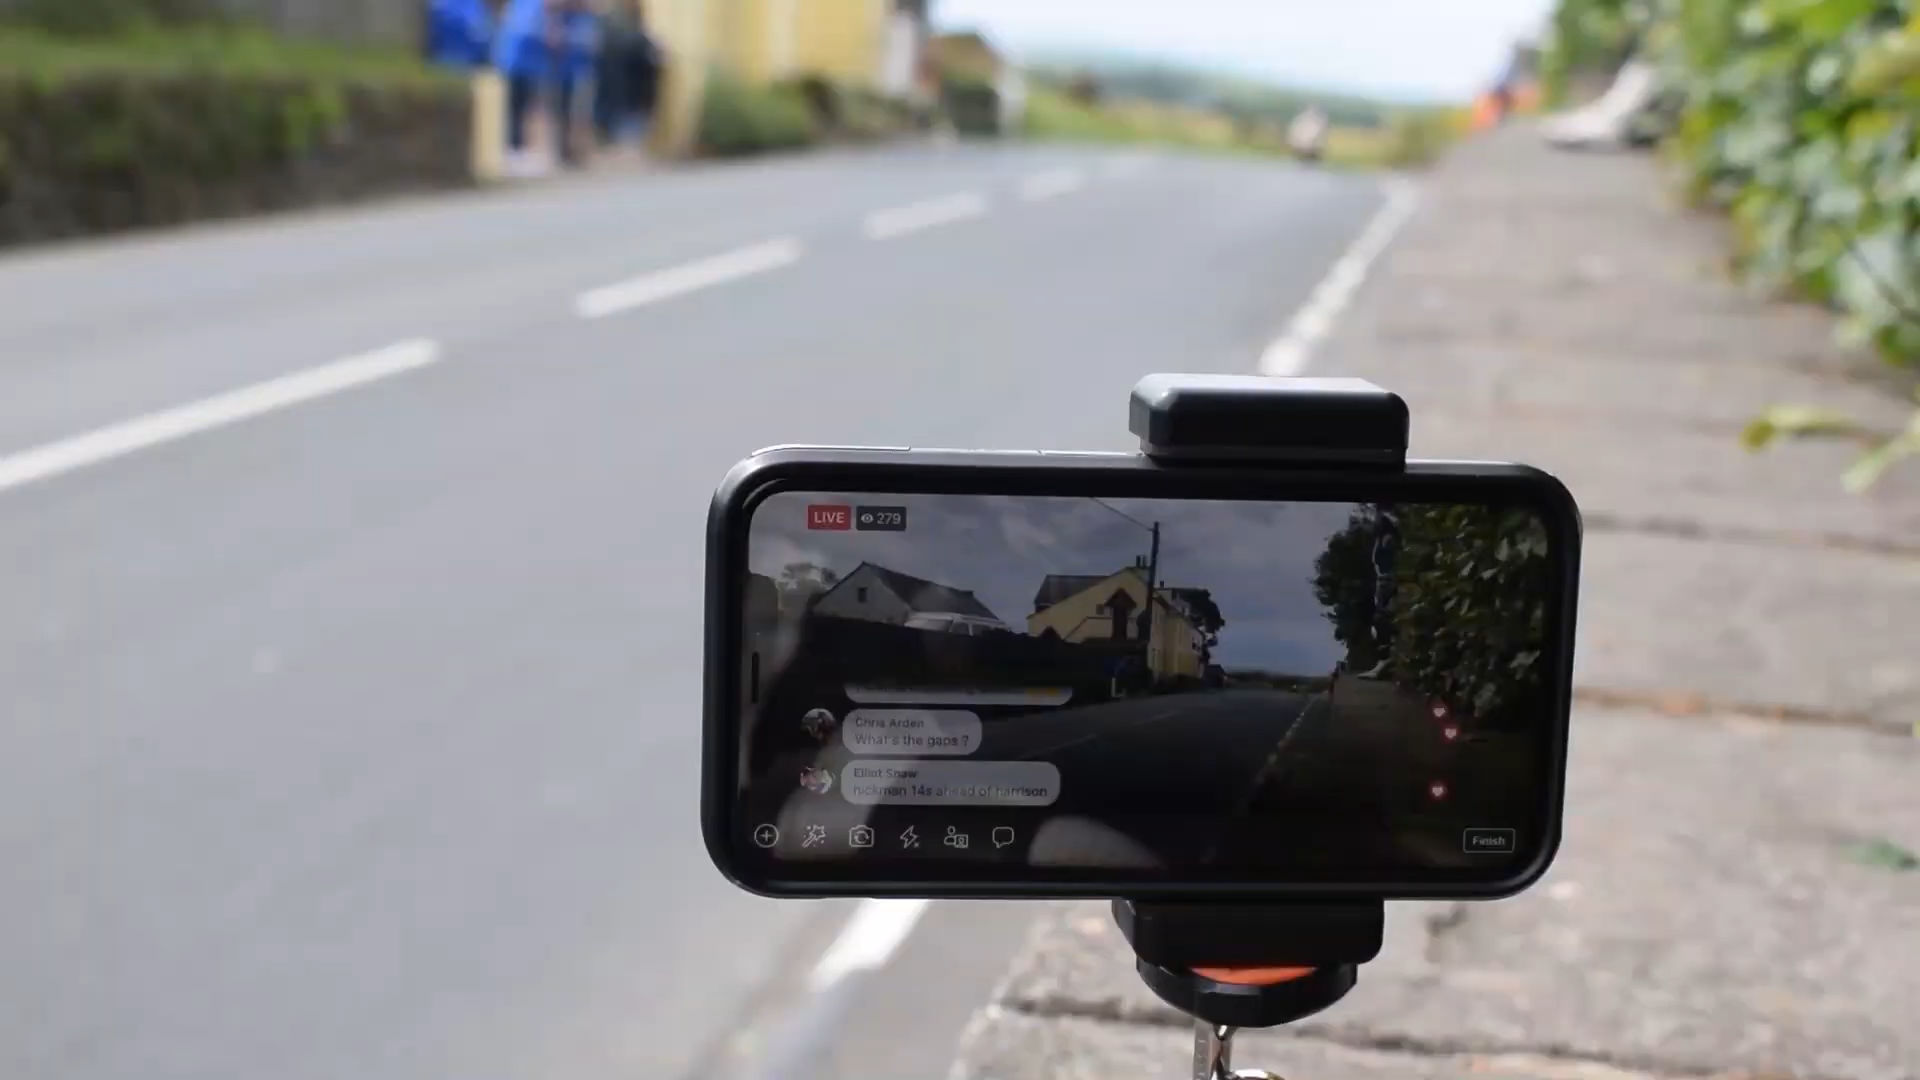 LIVE 279
Chris Arden
What's the gaps ?
Elliot Shaw
hickman 14s ahead of harrison
Finish